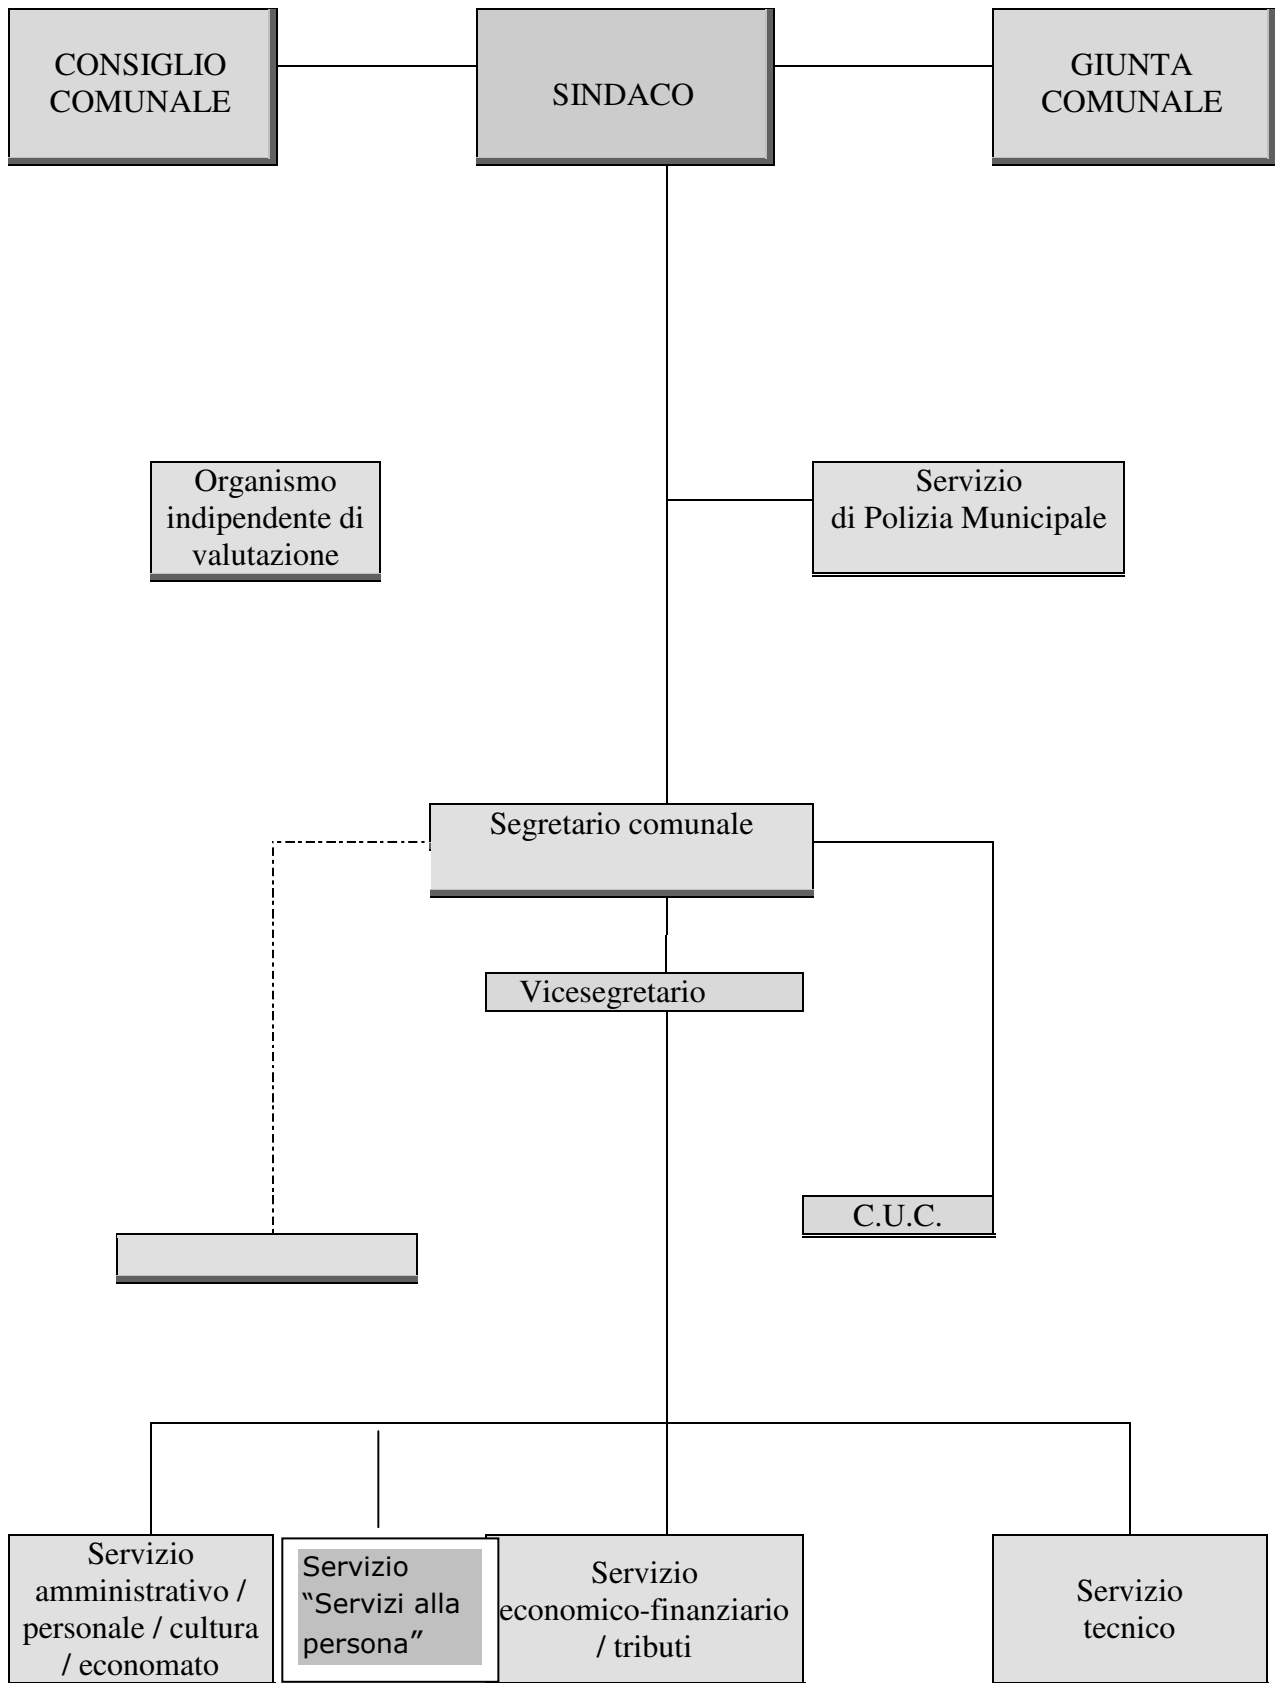 CONSIGLIO
COMUNALE
SINDACO
GIUNTA
COMUNALE
Organismo
indipendente di
valutazione
Servizio
di Polizia Municipale
Segretario comunale
Vicesegretario
C.U.C.
Servizio
amministrativo /
personale / cultura
/ economato
Servizio
“Servizi alla
persona”
Servizio
economico-finanziario
/ tributi
Servizio
tecnico